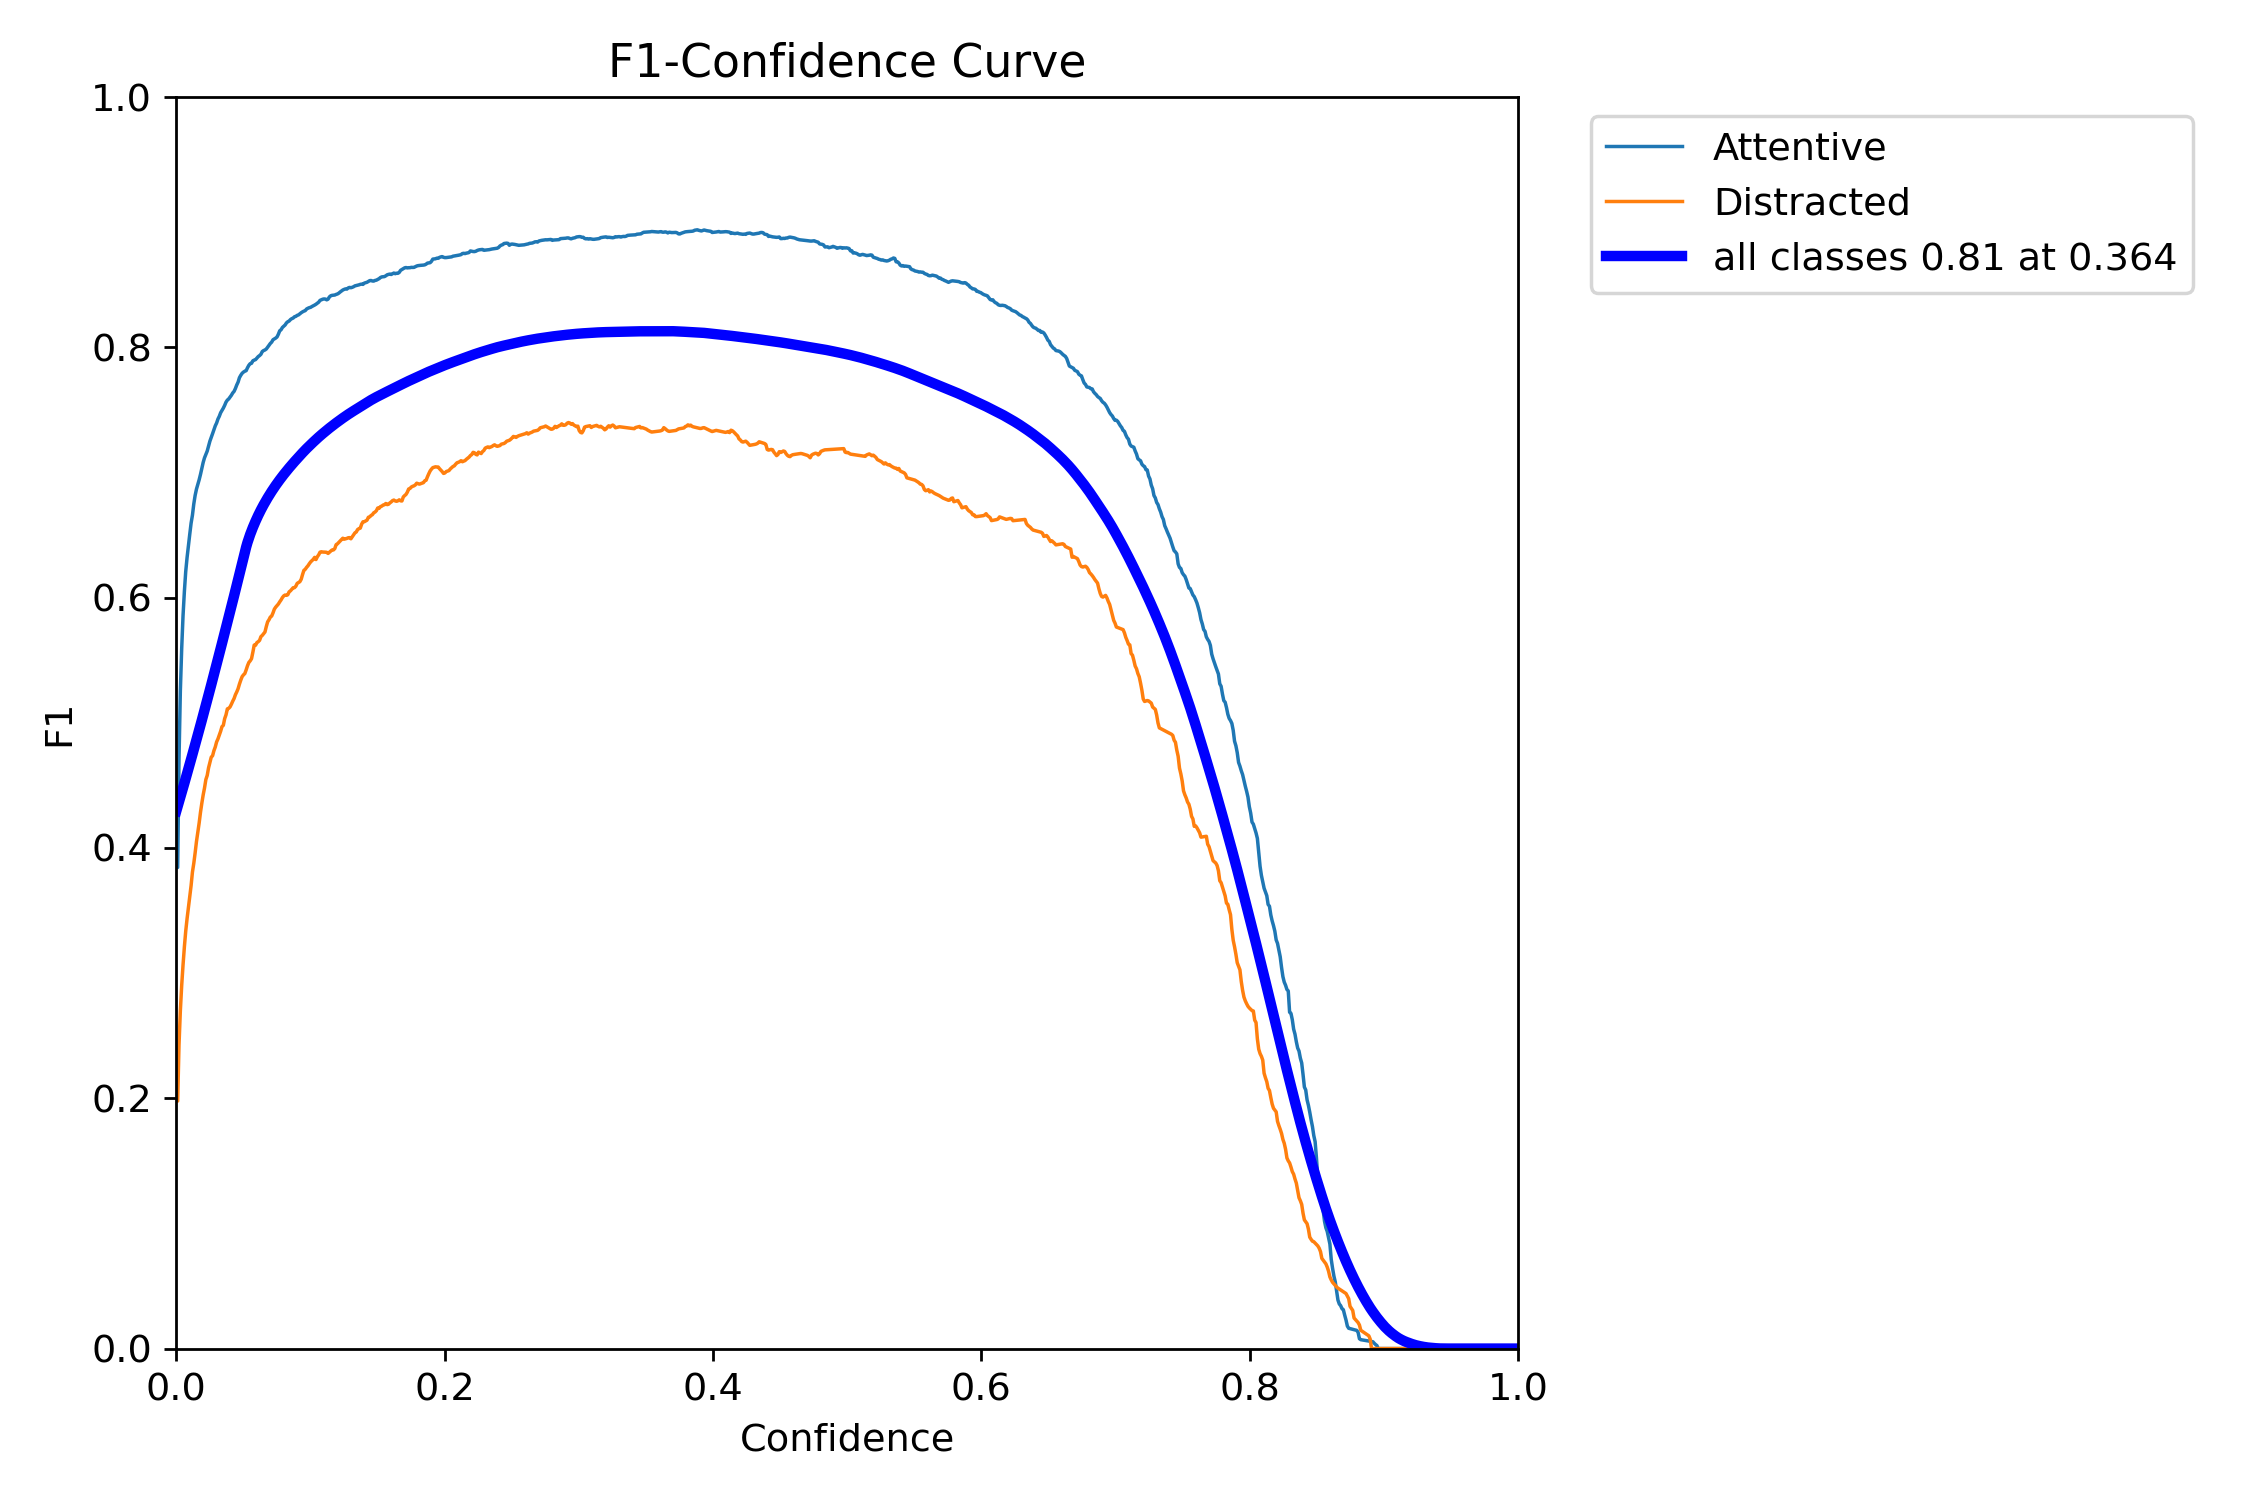 F1-Confidence Curve
1.0
0.8
0.6
0.4
0.2
0.0
F1
0.0 0.2 0.4 0.6 0.8 1.0
Confidence
Attentive
Distracted
all classes 0.81 at 0.364